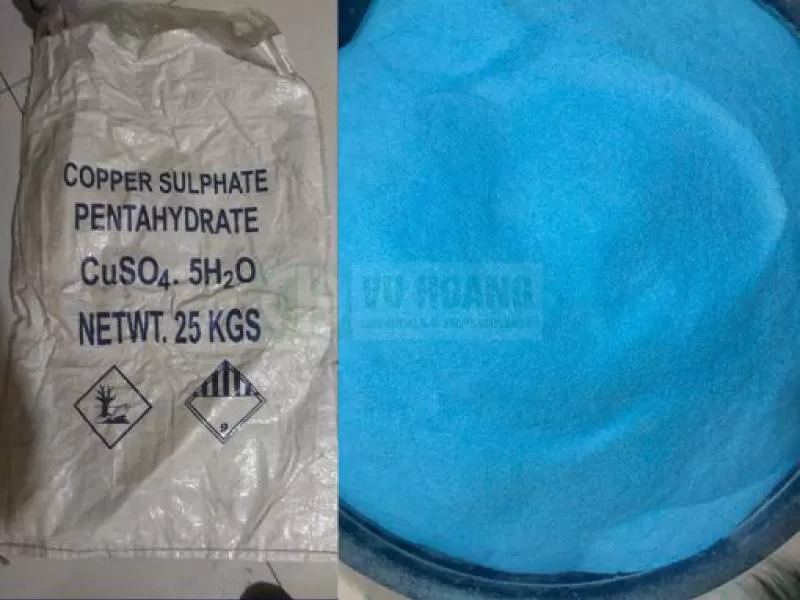 COPPER SULPHATE
PENTAHYDRATE
CuSO₄. 5H₂O
NETWT. 25 KGS
9
VU HOANG